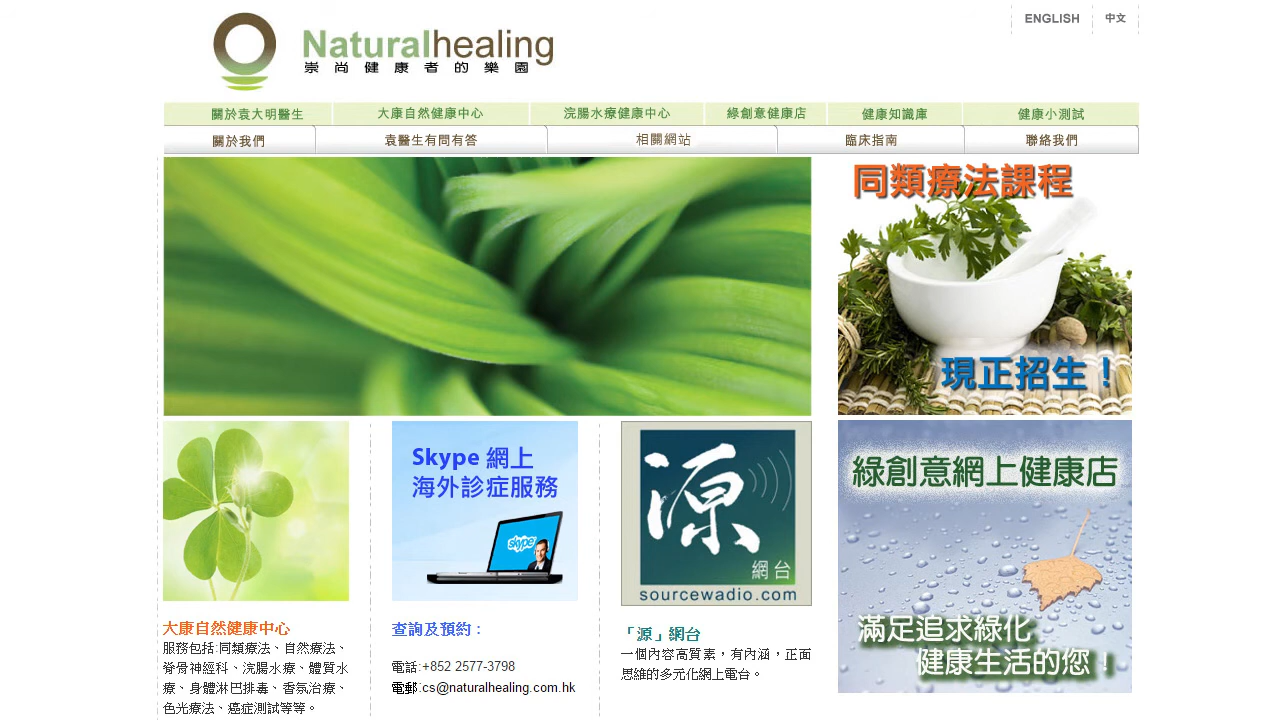 ENGLISH 中文
Naturalhealing
崇尚健康者的樂園
關於袁大明醫生 大康自然健康中心 浣腸水療健康中心 綠創意健康店 健康知識庫 健康小測試
關於我們 袁醫生有問有答 相關網站 臨床指南 聯絡我們
同類療法課程
現正招生！
Skype 網上
海外診症服務
skype
源
網台
sourcewadio.com
綠創意網上健康店
滿足追求綠化
健康生活的您！
大康自然健康中心
服務包括:同類療法、自然療法、
脊骨神經科、浣腸水療、體質水
療、身體淋巴排毒、香氛治療、
色光療法、癌症測試等等。
查詢及預約：
電話:+852 2577-3798
電郵:cs@naturalhealing.com.hk
「源」網台
一個內容高質素，有內涵，正面
思維的多元化網上電台。